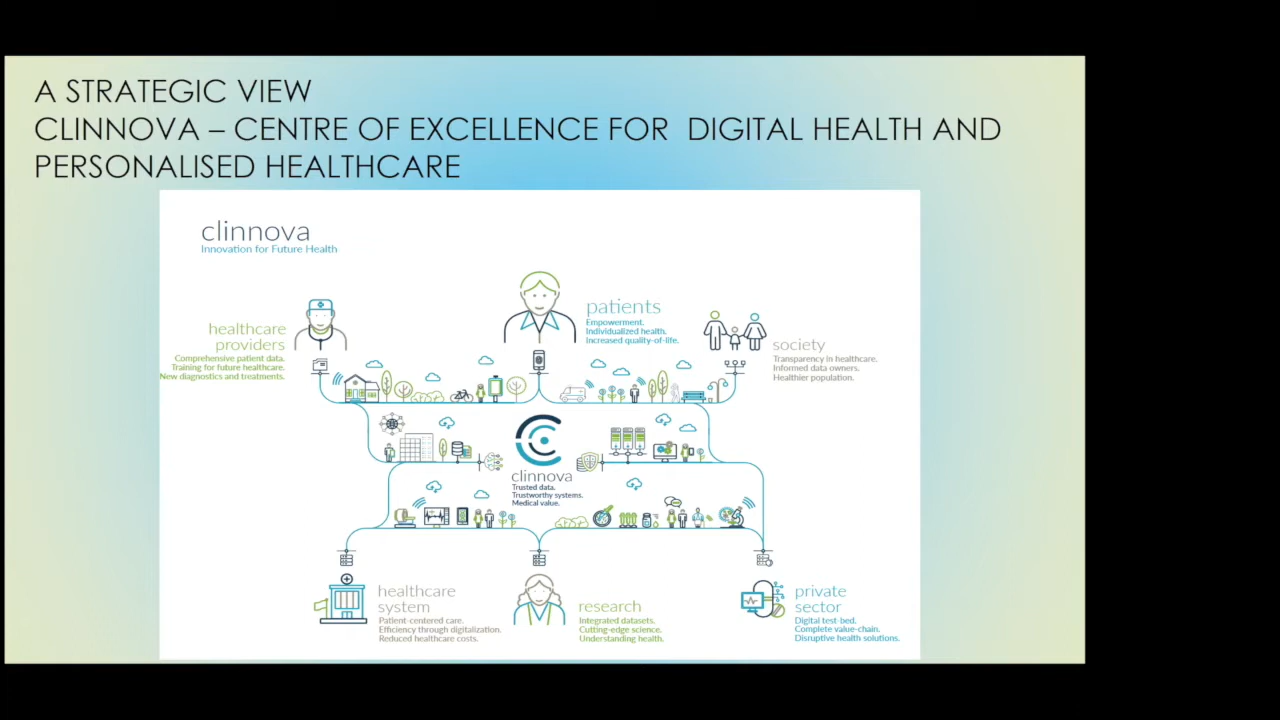 A STRATEGIC VIEW
CLINNOVA – CENTRE OF EXCELLENCE FOR DIGITAL HEALTH AND
PERSONALISED HEALTHCARE
clinnova
Innovation for Future Health
healthcare
providers
Comprehensive patient data.
Training for future healthcare.
New diagnostics and treatments.
patients
Empowerment.
Individualized health.
Increased quality-of-life.
society
Transparency in healthcare.
Informed data owners.
Healthier population.
clinnova
Trusted data.
Trustworthy systems.
Medical value.
healthcare
system
Patient-centered care.
Efficiency through digitalization.
Reduced healthcare costs.
research
Integrated datasets.
Cutting-edge science.
Understanding health.
private
sector
Digital test-bed.
Complete value-chain.
Disruptive health solutions.